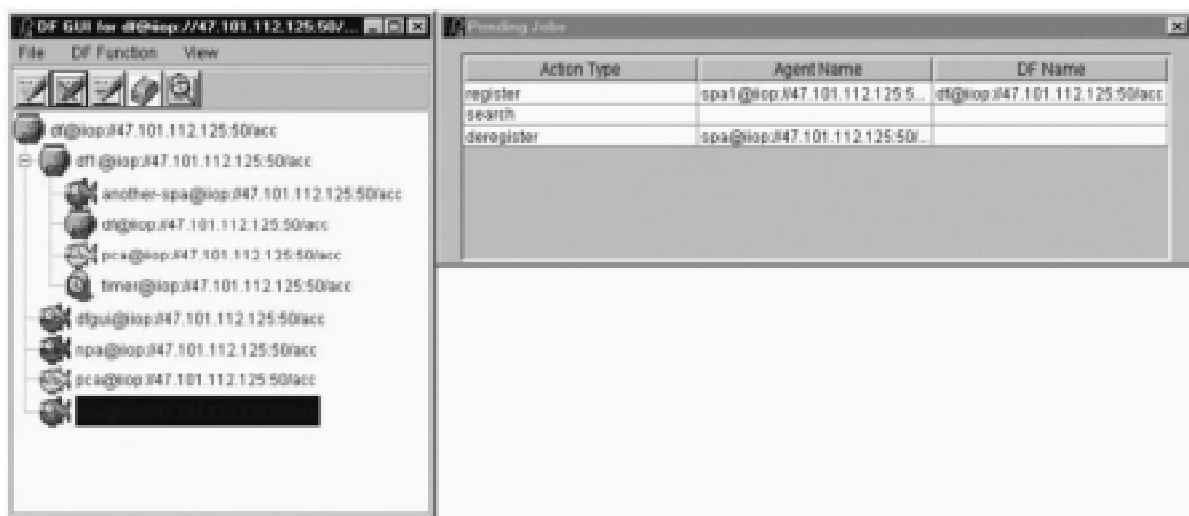 DF GUI for df@iiop://47.101.112.125:50/...
File DF Function View
df@iiop://47.101.112.125:50/acc
df1@iiop://47.101.112.125:50/acc
another-spa@iiop://47.101.112.125:50/acc
df@iiop://47.101.112.125:50/acc
pca@iiop://47.101.112.125:50/acc
timer@iiop://47.101.112.125:50/acc
dfgui@iiop://47.101.112.125:50/acc
npa@iiop://47.101.112.125:50/acc
pca@iiop://47.101.112.125:50/acc
Pending Jobs
Action Type Agent Name DF Name
register spa1@iiop://47.101.112.125:5... df@iiop://47.101.112.125:50/acc
search
deregister spa@iiop://47.101.112.125:50/...